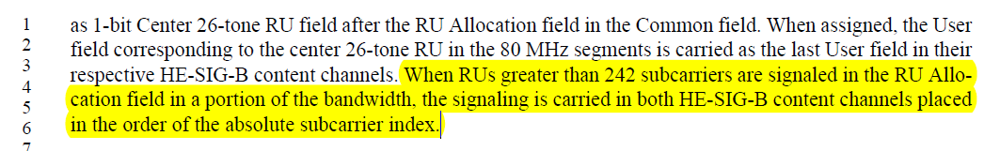 1 as 1-bit Center 26-tone RU field after the RU Allocation field in the Common field. When assigned, the User
2 field corresponding to the center 26-tone RU in the 80 MHz segments is carried as the last User field in their
3 respective HE-SIG-B content channels. When RUs greater than 242 subcarriers are signaled in the RU Allo-
4 cation field in a portion of the bandwidth, the signaling is carried in both HE-SIG-B content channels placed
5 in the order of the absolute subcarrier index.
6
7